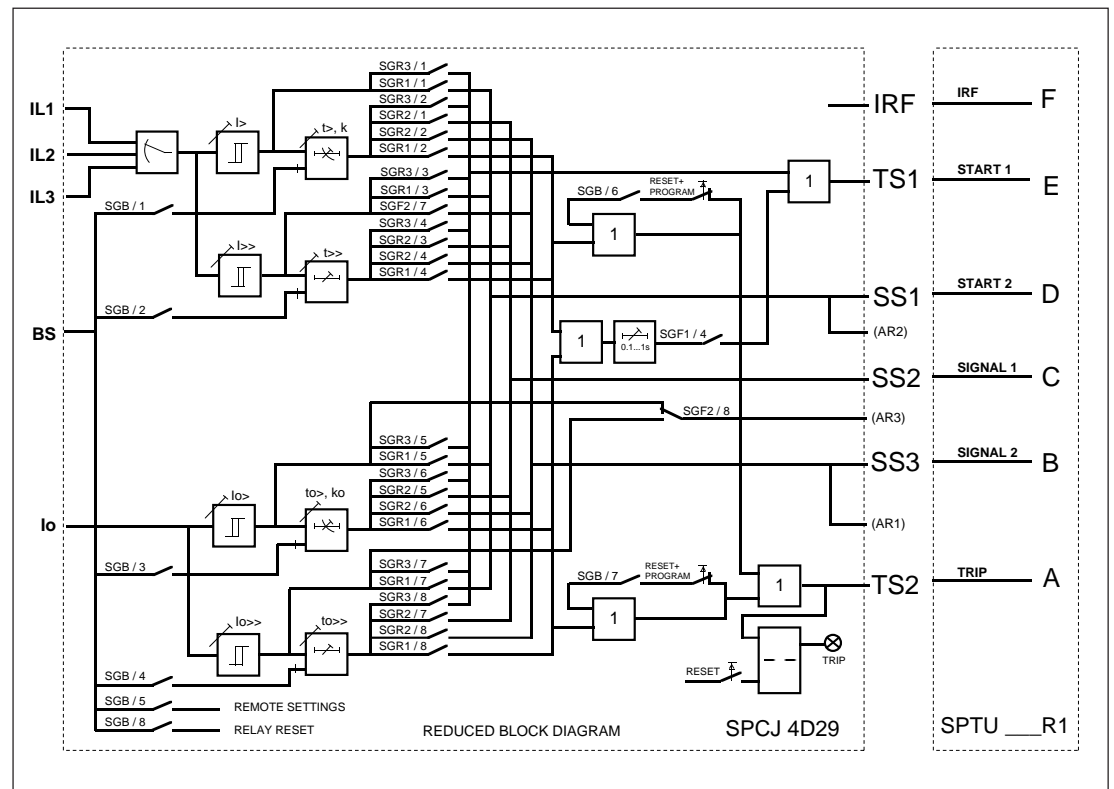 SGR3 / 1
SGR1 / 1
SGR3 / 2
SGR2 / 1
SGR2 / 2
SGR1 / 2
SGR3 / 3
SGR1 / 3
SGF2 / 7
SGR3 / 4
SGR2 / 3
SGR2 / 4
SGR1 / 4
IL1
IL2
IL3
I>
t>, k
SGB / 1
I>>
t>>
SGB / 2
BS
SGB / 6
RESET+
PROGRAM
1
1
1
0.1...1s
SGF1 / 4
SGF2 / 8
IRF
TS1
SS1
(AR2)
SS2
(AR3)
SS3
(AR1)
TS2
IRF
F
START 1
E
START 2
D
SIGNAL 1
C
SIGNAL 2
B
TRIP
A
SGR3 / 5
SGR1 / 5
SGR3 / 6
SGR2 / 5
SGR2 / 6
SGR1 / 6
SGR3 / 7
SGR1 / 7
SGR3 / 8
SGR2 / 7
SGR2 / 8
SGR1 / 8
Io
Io>
to>, ko
SGB / 3
Io>>
to>>
SGB / 4
SGB / 5
REMOTE SETTINGS
SGB / 8
RELAY RESET
SGB / 7
RESET+
PROGRAM
1
1
RESET
TRIP
REDUCED BLOCK DIAGRAM
SPCJ 4D29
SPTU ___R1